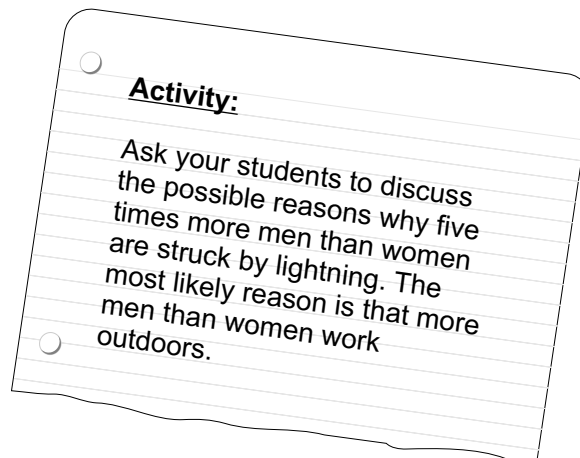 Activity:
Ask your students to discuss
the possible reasons why five
times more men than women
are struck by lightning. The
most likely reason is that more
men than women work
outdoors.